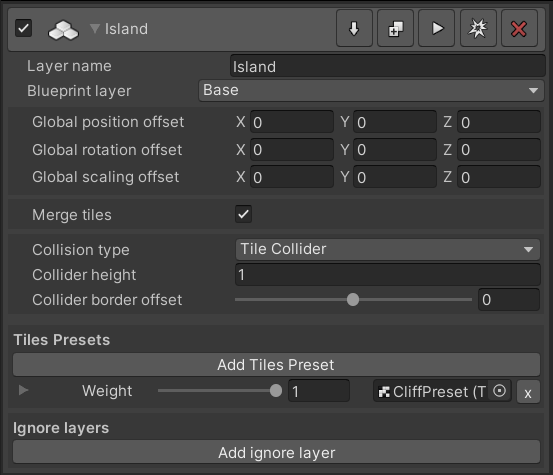 Island
Layer name Island
Blueprint layer Base
Global position offset X 0 Y 0 Z 0
Global rotation offset X 0 Y 0 Z 0
Global scaling offset X 0 Y 0 Z 0
Merge tiles
Collision type Tile Collider
Collider height 1
Collider border offset 0
Tiles Presets
Add Tiles Preset
Weight 1 CliffPreset (T x
Ignore layers
Add ignore layer